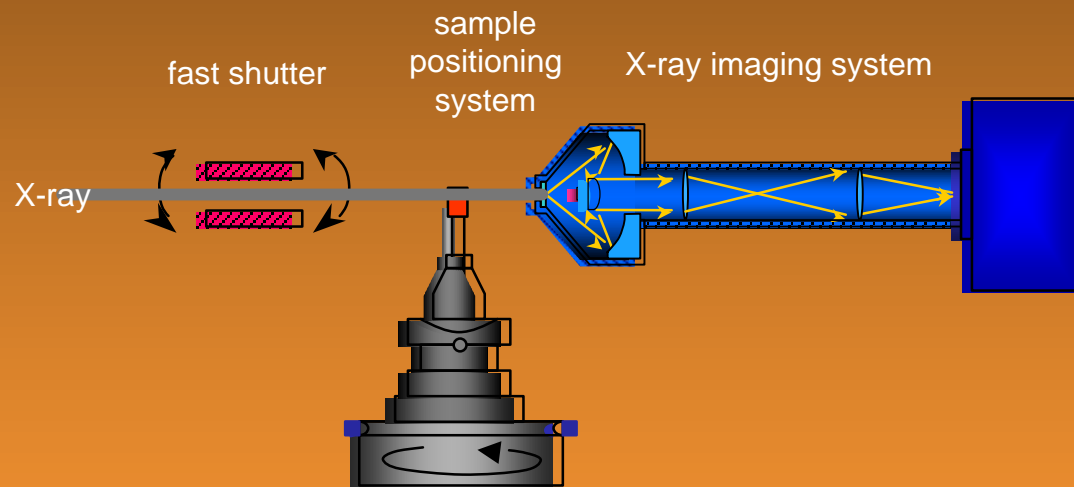 fast shutter
sample
positioning
system
X-ray imaging system
X-ray